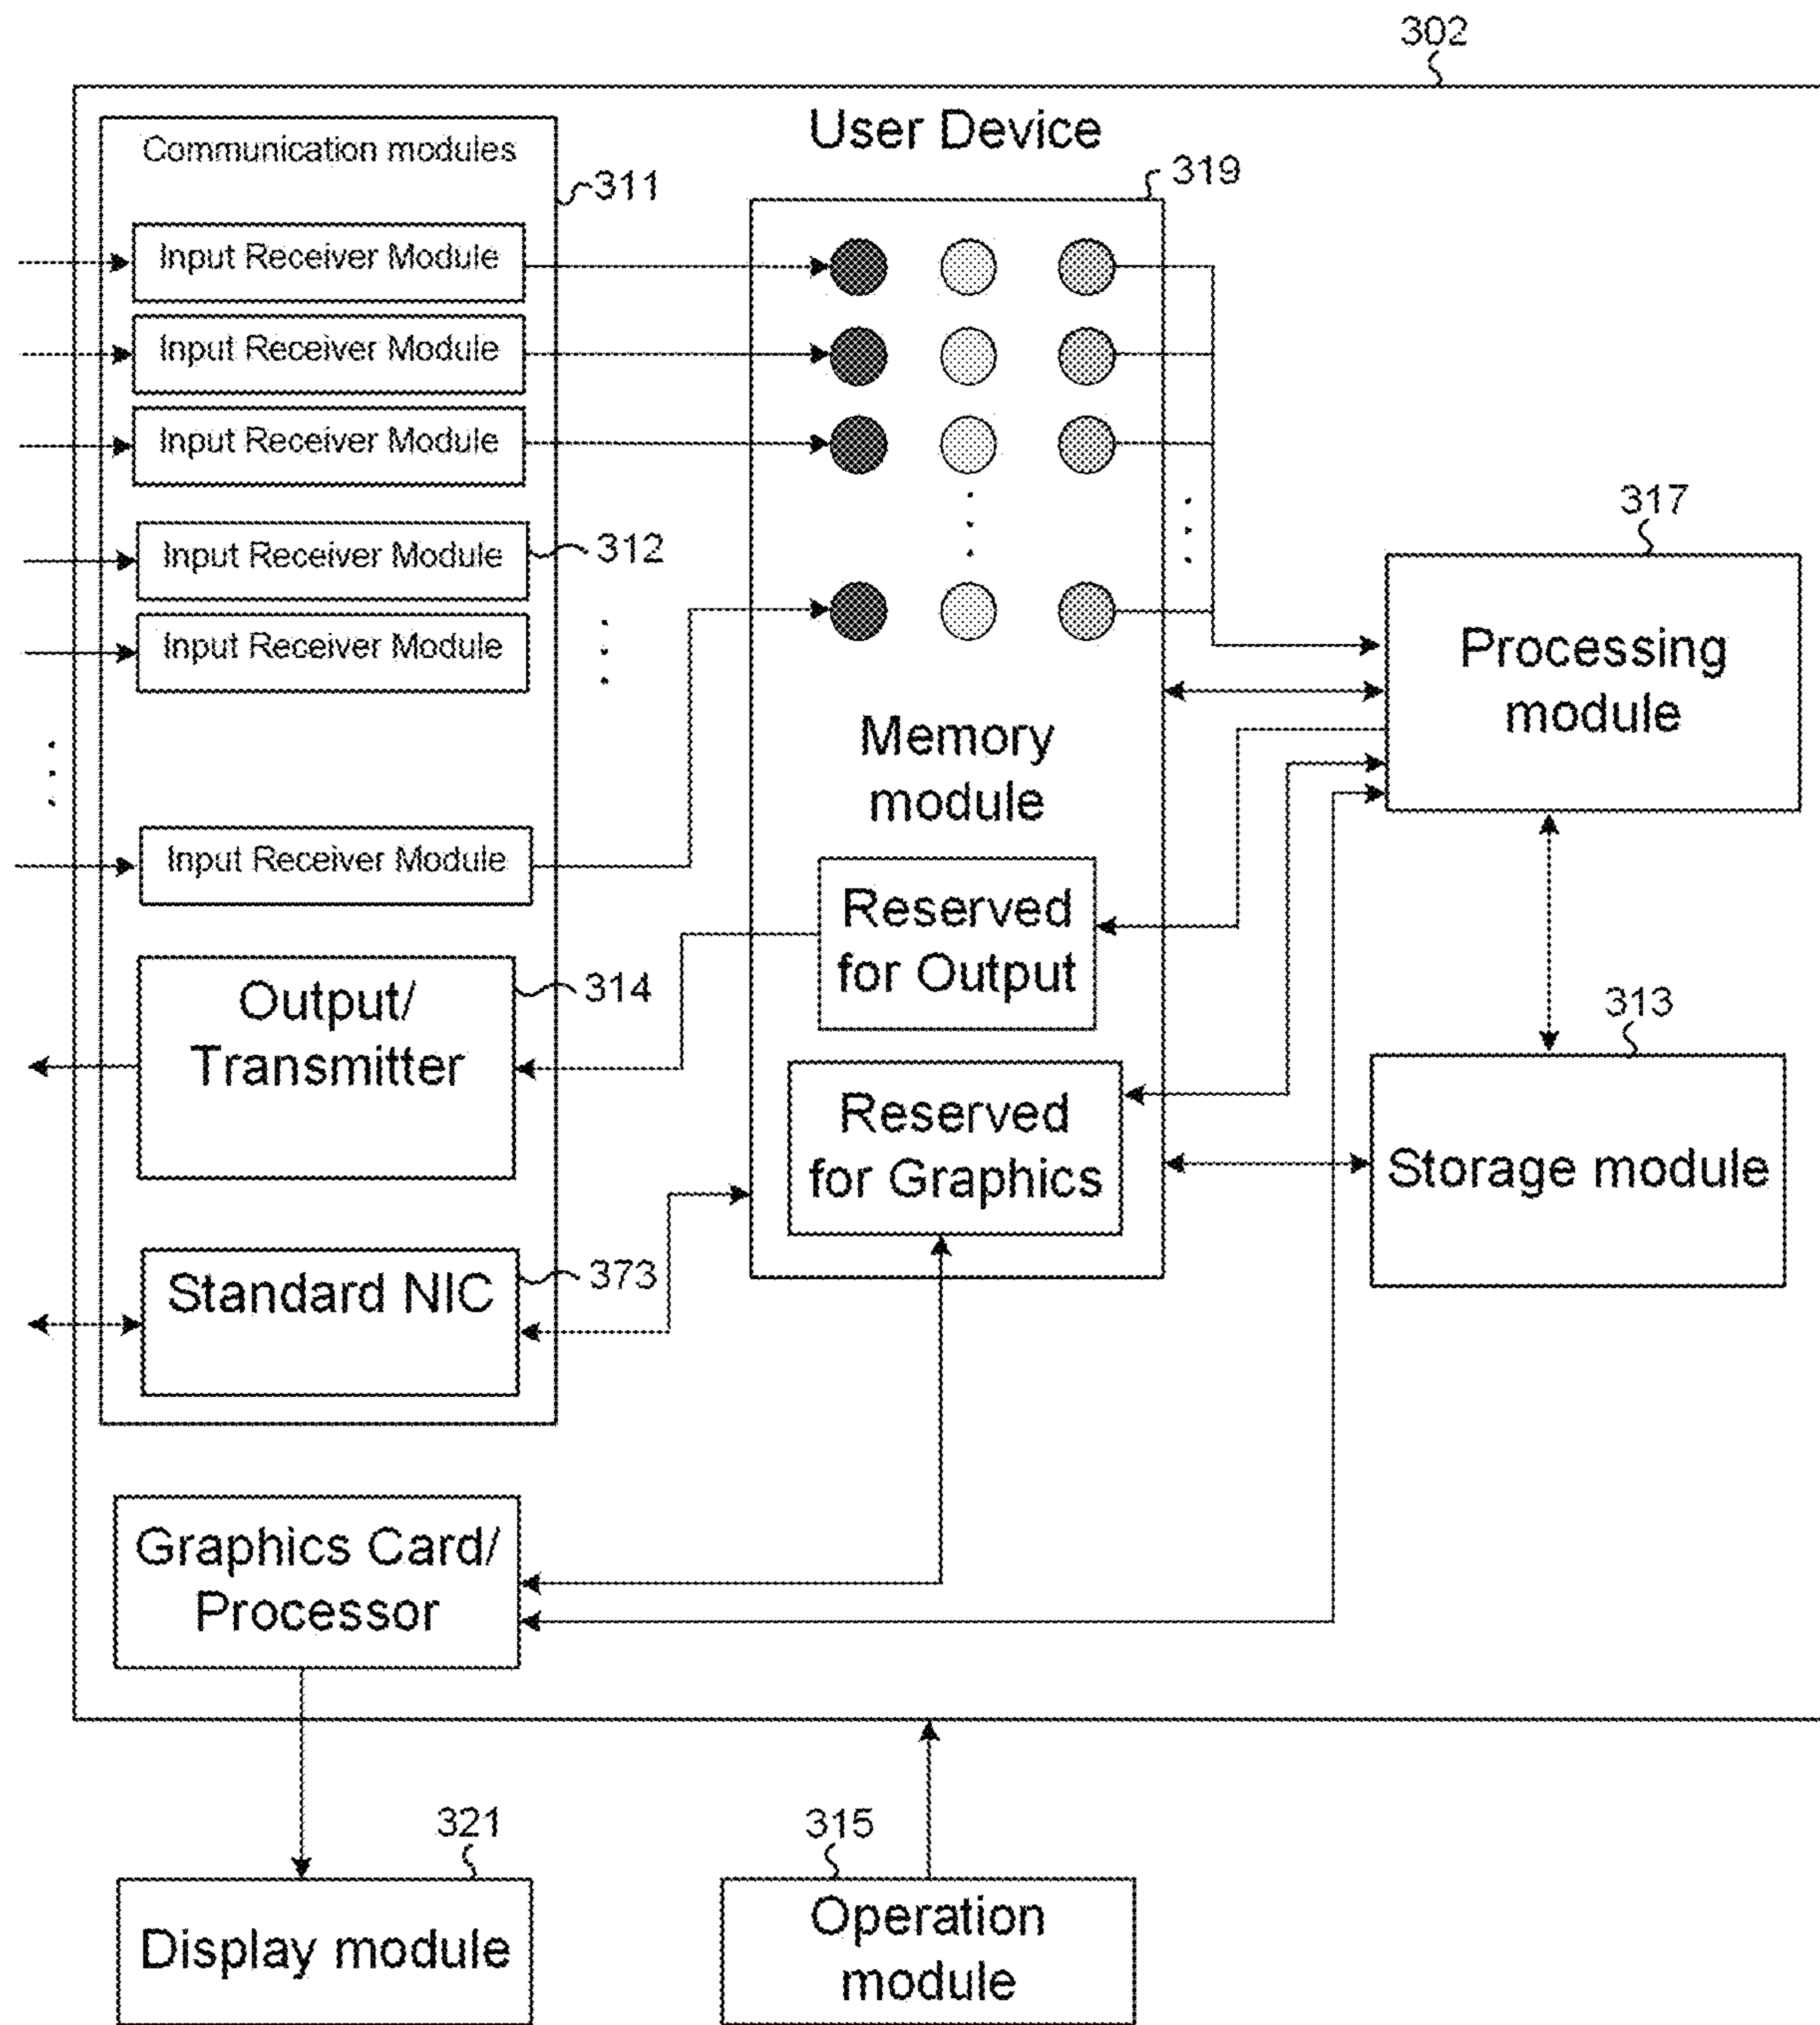 302
User Device
Communication modules
311
319
Input Receiver Module
Input Receiver Module
Input Receiver Module
Input Receiver Module
312
Input Receiver Module
Input Receiver Module
317
Processing
module
Memory
module
Reserved
for Output
Output/
Transmitter
314
313
Storage module
Reserved
for Graphics
Standard NIC
373
Graphics Card/
Processor
321
Display module
315
Operation
module